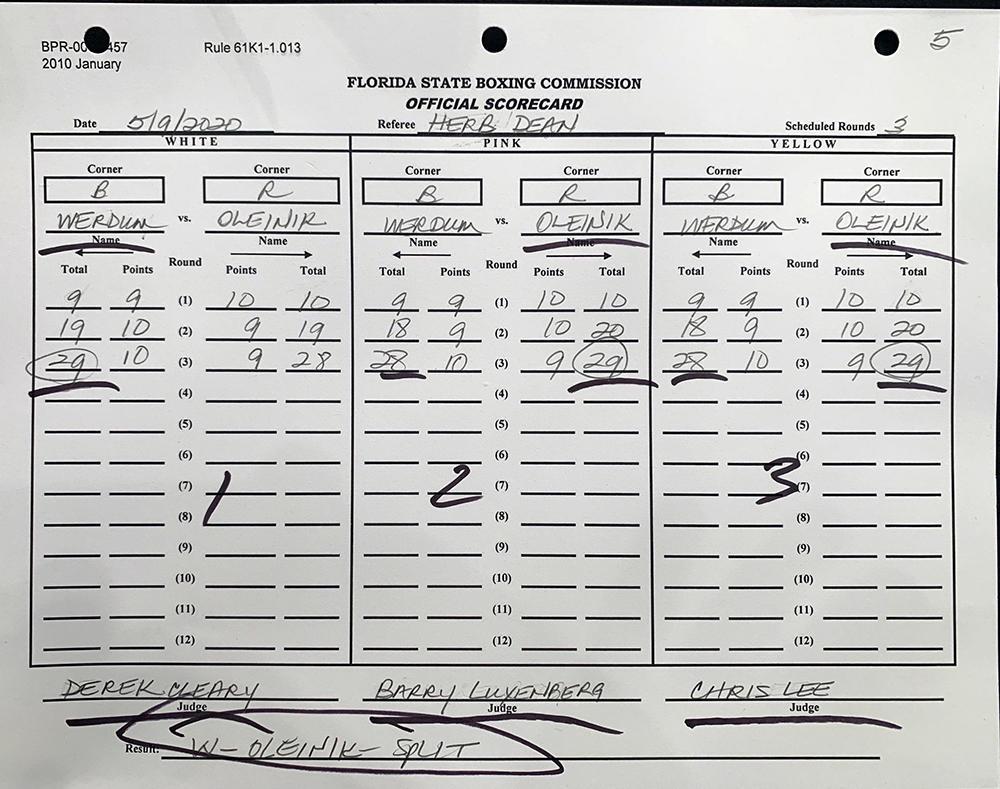 BPR-00 457 Rule 61K1-1.013 5
2010 January
FLORIDA STATE BOXING COMMISSION
OFFICIAL SCORECARD
Date 5/9/2020 Referee HERB DEAN Scheduled Rounds 3
WHITE PINK YELLOW
Corner Corner Corner Corner Corner Corner
B R B R B R
WERDUM vs. OLEINIK WERDUM vs. OLEINIK WERDUM vs. OLEINIK
Name Name Name Name Name Name
Total Points Round Points Total Total Points Round Points Total Total Points Round Points Total
9 9 (1) 10 10 9 9 (1) 10 10 9 9 (1) 10 10
19 10 (2) 9 19 18 9 (2) 10 20 18 9 (2) 10 20
29 10 (3) 9 28 28 10 (3) 9 29 28 10 (3) 9 29
(4) (4) (4)
(5) (5) (5)
(6) (6) (6)
(7) 1 2 (7) 3 (7)
(8) (8) (8)
(9) (9) (9)
(10) (10) (10)
(11) (11) (11)
(12) (12) (12)
DEREK CLEARY BARRY LUXENBERG CHRIS LEE
Judge Judge Judge
Result: W-OLEINIK-SPLIT